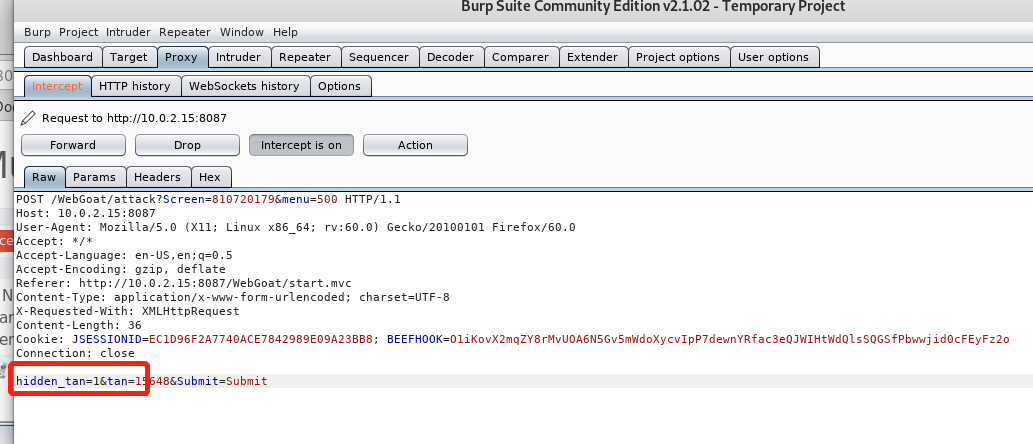 Burp Suite Community Edition v2.1.02 - Temporary Project
Burp Project Intruder Repeater Window Help
Dashboard Target Proxy Intruder Repeater Sequencer Decoder Comparer Extender Project options User options
Intercept HTTP history WebSockets history Options
Request to http://10.0.2.15:8087
Forward Drop Intercept is on Action
Raw Params Headers Hex
POST /WebGoat/attack?Screen=810720179&menu=500 HTTP/1.1
Host: 10.0.2.15:8087
User-Agent: Mozilla/5.0 (X11; Linux x86_64; rv:60.0) Gecko/20100101 Firefox/60.0
Accept: */*
Accept-Language: en-US,en;q=0.5
Accept-Encoding: gzip, deflate
Referer: http://10.0.2.15:8087/WebGoat/start.mvc
Content-Type: application/x-www-form-urlencoded; charset=UTF-8
X-Requested-With: XMLHttpRequest
Content-Length: 36
Cookie: JSESSIONID=EC1D96F2A7740ACE7842989E09A23BB8; BEEFHOOK=O1iKovX2mqZY8rMvUOA6N5Gv5mWdoXycvIpP7dewnYRfac3eQJWIHtWdQlsSQGSfPbwwjid0cFEyFz2o
Connection: close
hidden_tan=1&tan=15648&Submit=Submit